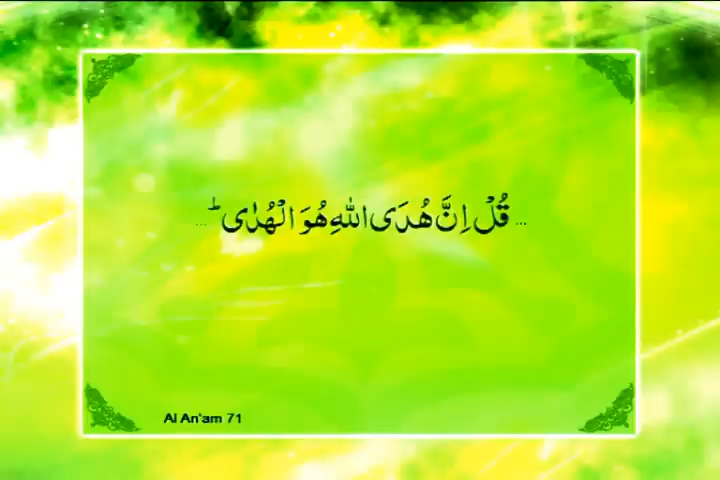 ... قُلْ اِنَّ هُدَی اللّٰهِ هُوَ الْهُدٰی ؕ ...
Al An'am 71